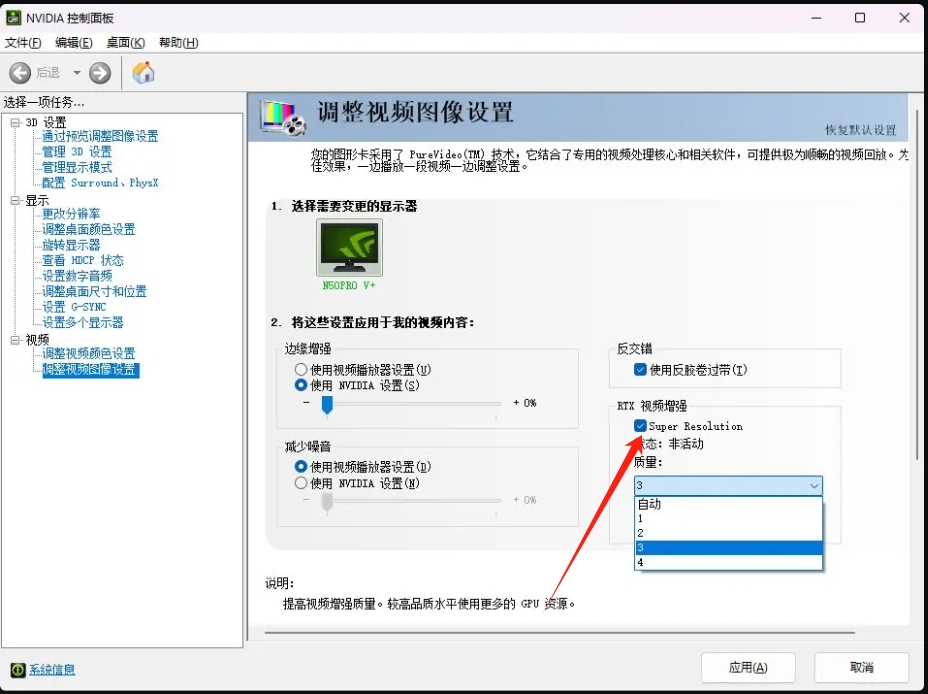 NVIDIA 控制面板
文件(F) 编辑(E) 桌面(K) 帮助(H)
后退
选择一项任务...
3D 设置
通过预览调整图像设置
管理 3D 设置
管理显示模式
配置 Surround、PhysX
显示
更改分辨率
调整桌面颜色设置
旋转显示器
查看 HDCP 状态
设置数字音频
调整桌面尺寸和位置
设置 G-SYNC
设置多个显示器
视频
调整视频颜色设置
调整视频图像设置
系统信息
调整视频图像设置
恢复默认设置
您的图形卡采用了 PureVideo(TM) 技术，它结合了专用的视频处理核心和相关软件，可提供极为顺畅的视频回放。为
佳效果，一边播放一段视频一边调整设置。
1. 选择需要变更的显示器
N50PRO V+
2. 将这些设置应用于我的视频内容：
边缘增强
使用视频播放器设置(U)
使用 NVIDIA 设置(S)
- + 0%
减少噪音
使用视频播放器设置(D)
使用 NVIDIA 设置(N)
- + 0%
反交错
使用反胶卷过带(I)
RTX 视频增强
Super Resolution
态：非活动
质量：
3
自动
1
2
3
4
说明：
提高视频增强质量。较高品质水平使用更多的 GPU 资源。
应用(A)
取消